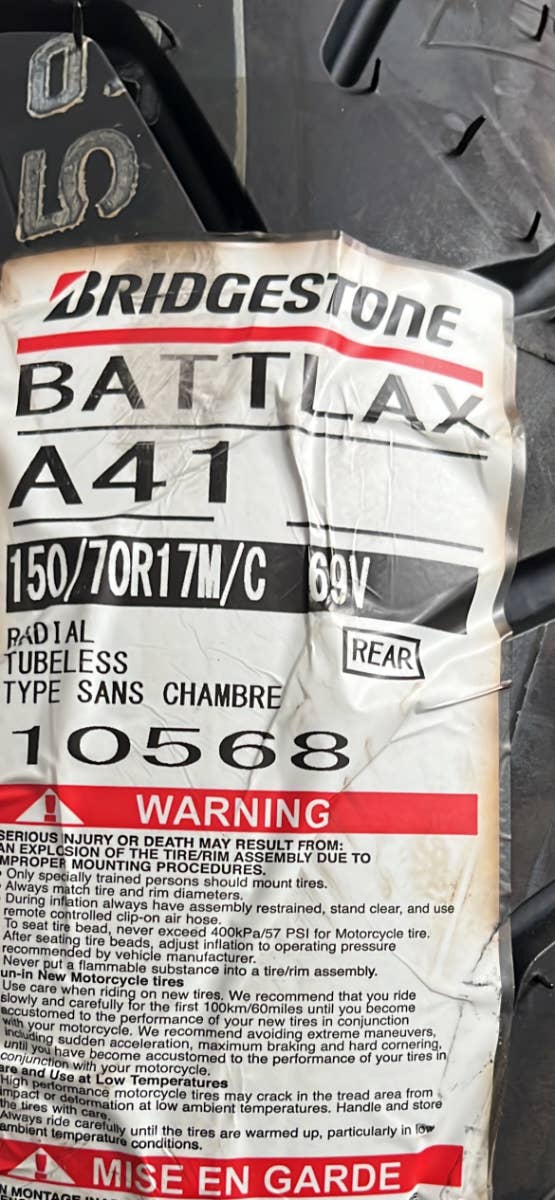 50
BRIDGESTONE
BATTLAX
A41
150/70R17M/C 69V
RADIAL
TUBELESS
REAR
TYPE SANS CHAMBRE
10568
WARNING
SERIOUS INJURY OR DEATH MAY RESULT FROM:
AN EXPLOSION OF THE TIRE/RIM ASSEMBLY DUE TO
IMPROPER MOUNTING PROCEDURES.
Only specially trained persons should mount tires.
Always match tire and rim diameters.
During inflation always have assembly restrained, stand clear, and use
remote controlled clip-on air hose.
To seat tire bead, never exceed 400kPa/57 PSI for Motorcycle tire.
After seating tire beads, adjust inflation to operating pressure
recommended by vehicle manufacturer.
Never put a flammable substance into a tire/rim assembly.
un-in New Motorcycle tires
Use care when riding on new tires. We recommend that you ride
slowly and carefully for the first 100km/60miles until you become
accustomed to the performance of your new tires in conjunction
with your motorcycle. We recommend avoiding extreme maneuvers,
including sudden acceleration, maximum braking and hard cornering,
until you have become accustomed to the performance of your tires in
conjunction with your motorcycle.
are and Use at Low Temperatures
High performance motorcycle tires may crack in the tread area from
impact or deformation at low ambient temperatures. Handle and store
the tires with care.
Always ride carefully until the tires are warmed up, particularly in low
ambient temperature conditions.
MISE EN GARDE
N MONTAGE